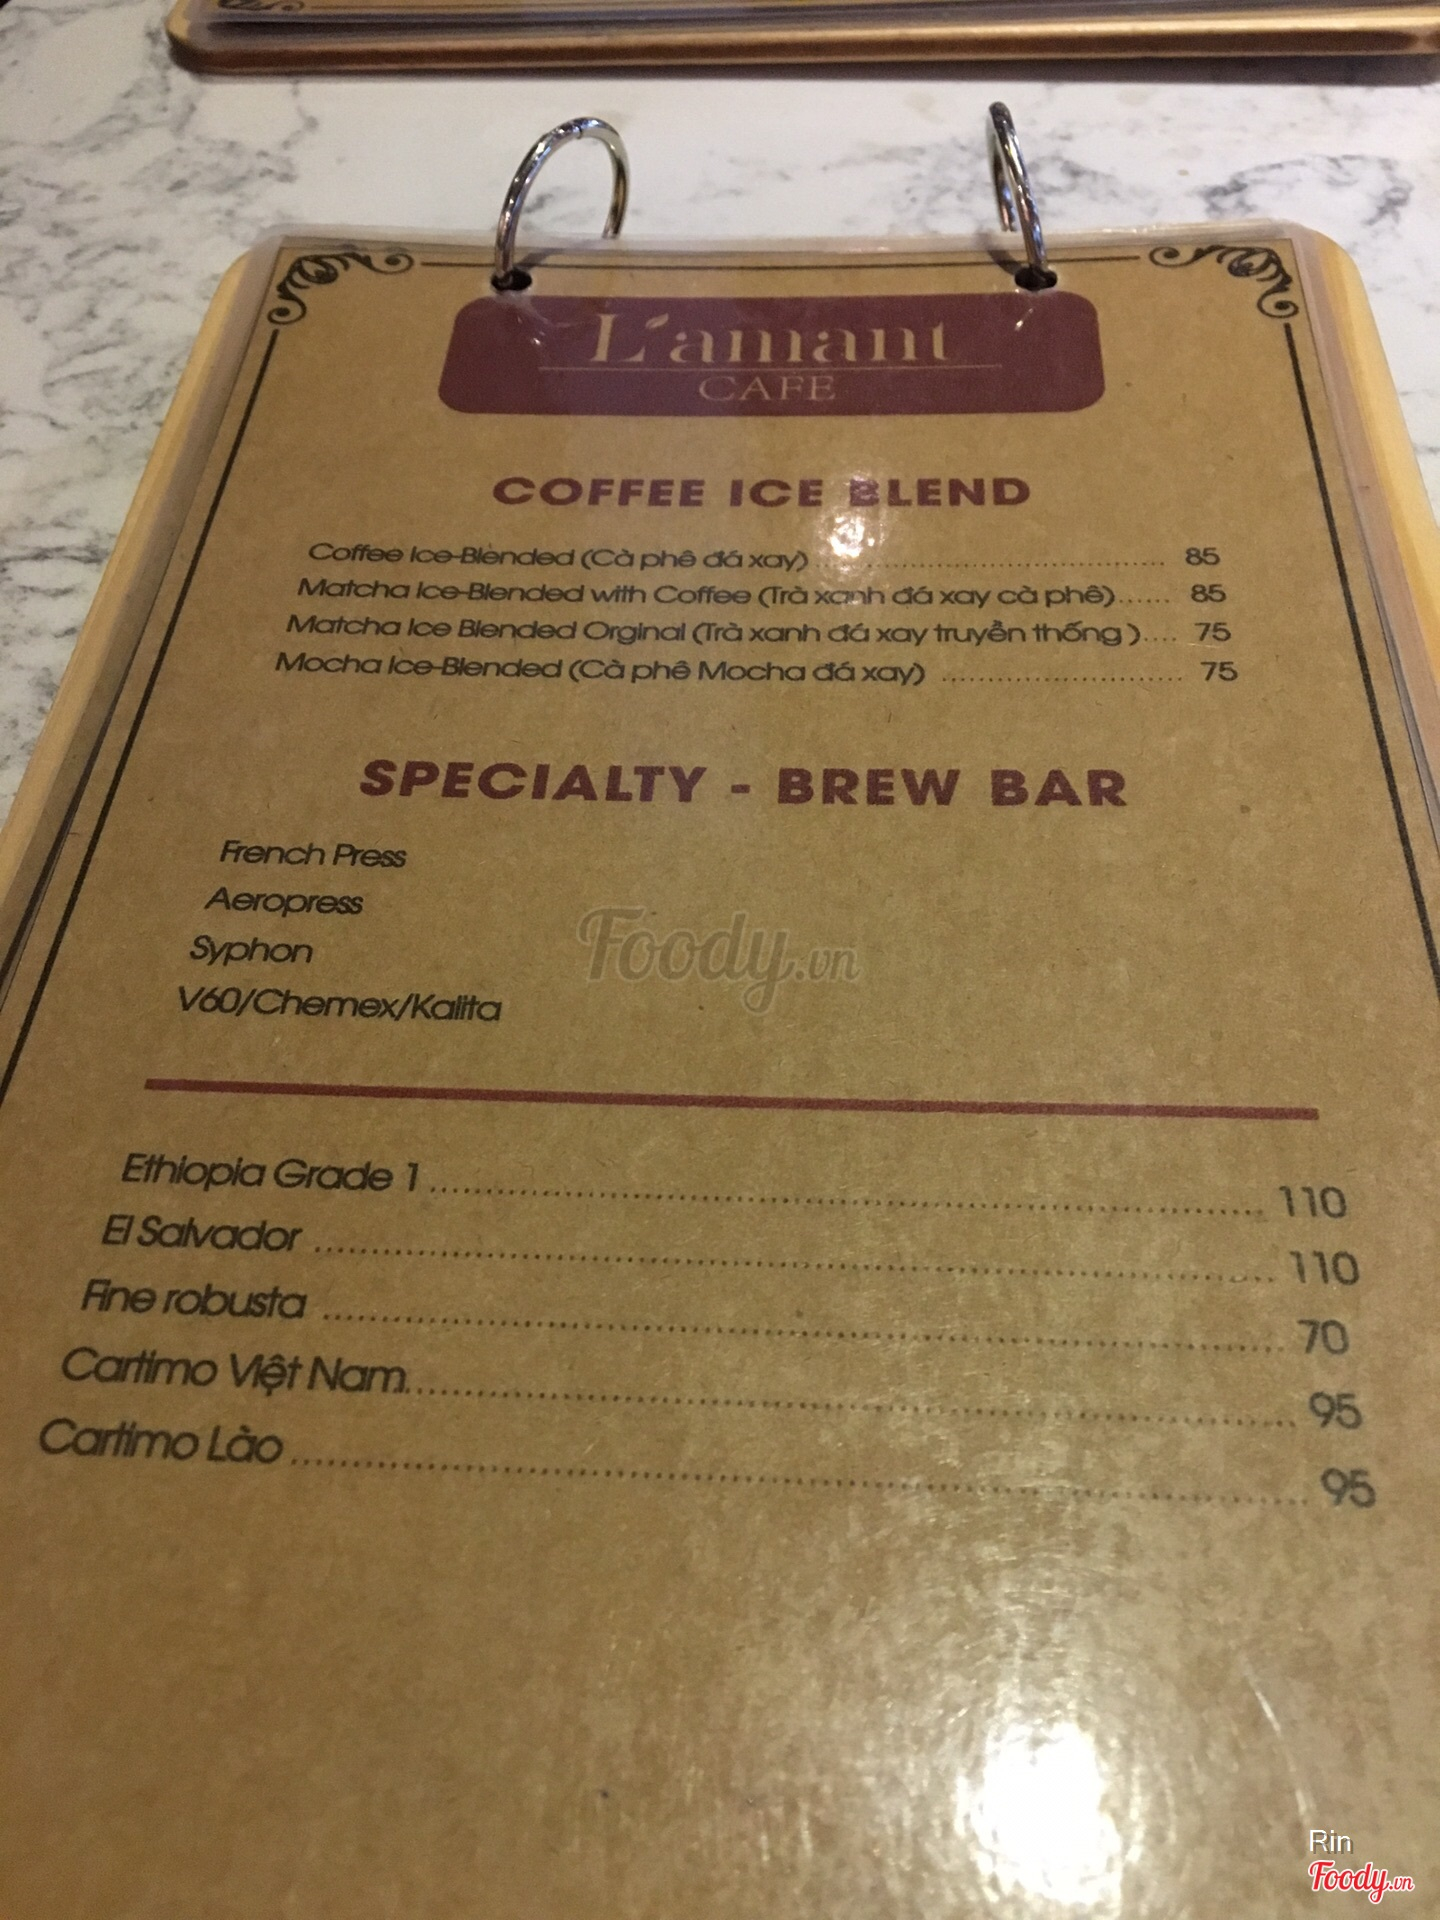 L'amant
CAFE
COFFEE ICE BLEND
Coffee Ice-Blended (Cà phê đá xay) ........................................ 85
Matcha Ice-Blended with Coffee (Trà xanh đá xay cà phê)...... 85
Matcha Ice Blended Orginal (Trà xanh đá xay truyền thống ).... 75
Mocha Ice-Blended (Cà phê Mocha đá xay) .......................... 75
SPECIALTY - BREW BAR
French Press
Aeropress
Syphon
V60/Chemex/Kalita
Foody.vn
Ethiopia Grade 1 ........................................ 110
El Salvador ........................................ 110
Fine robusta ........................................ 70
Cartimo Việt Nam........................................ 95
Cartimo Lào ........................................ 95
Rin
Foody.vn